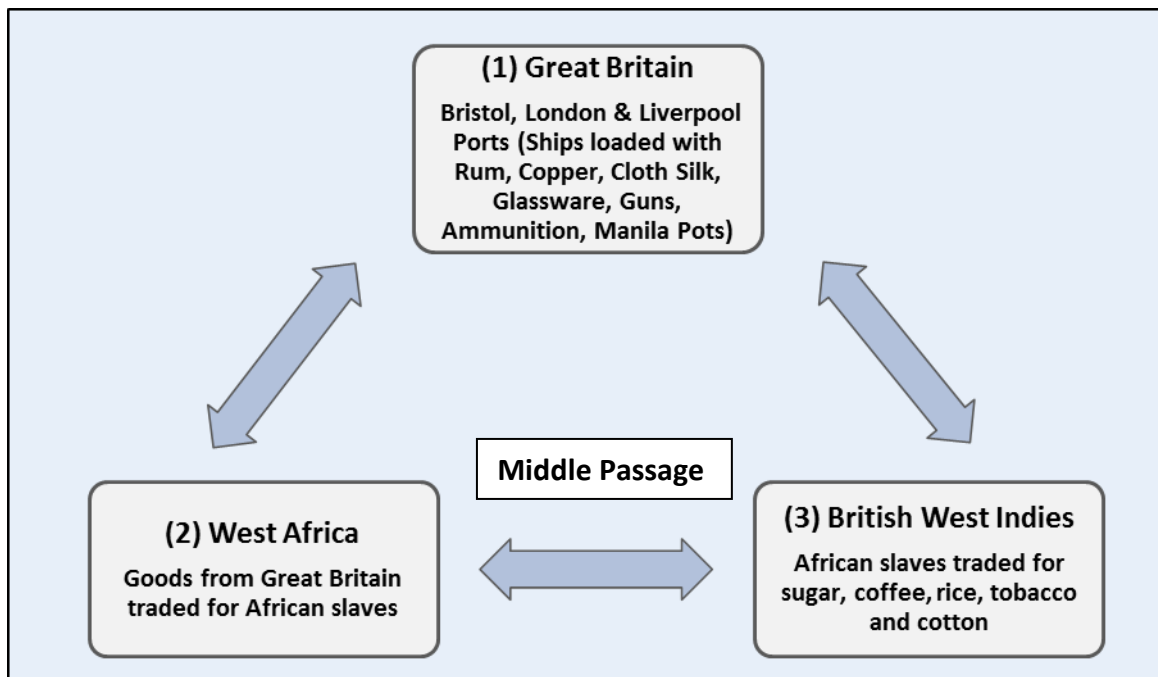 (1) Great Britain
Bristol, London & Liverpool
Ports (Ships loaded with
Rum, Copper, Cloth Silk,
Glassware, Guns,
Ammunition, Manila Pots)
Middle Passage
(2) West Africa
Goods from Great Britain
traded for African slaves
(3) British West Indies
African slaves traded for
sugar, coffee, rice, tobacco
and cotton